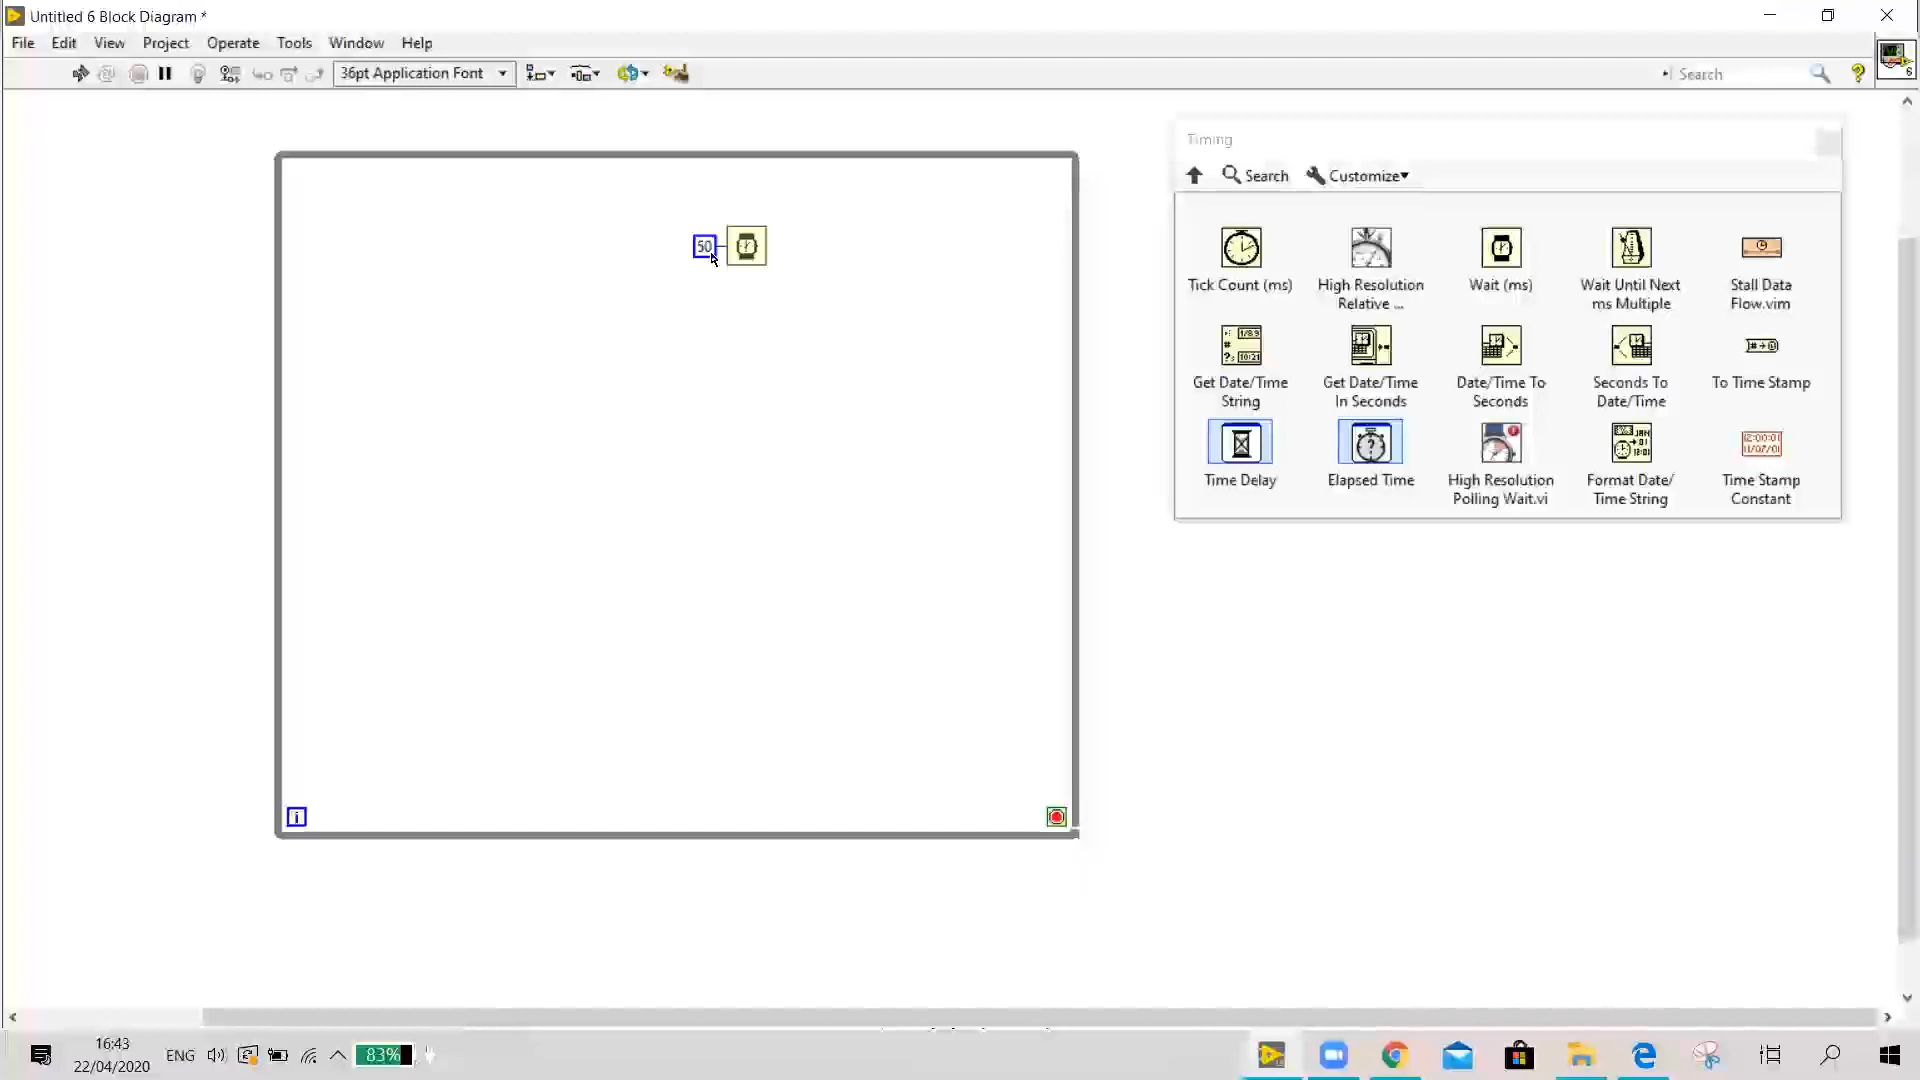 Untitled 6 Block Diagram *
File Edit View Project Operate Tools Window Help
36pt Application Font
Search
6
Timing
Search Customize
50
Tick Count (ms)
High Resolution
Relative ...
Wait (ms)
Wait Until Next
ms Multiple
Stall Data
Flow.vim
Get Date/Time
String
Get Date/Time
In Seconds
Date/Time To
Seconds
Seconds To
Date/Time
To Time Stamp
Time Delay
Elapsed Time
High Resolution
Polling Wait.vi
Format Date/
Time String
Time Stamp
Constant
i
16:43
22/04/2020
ENG
83%